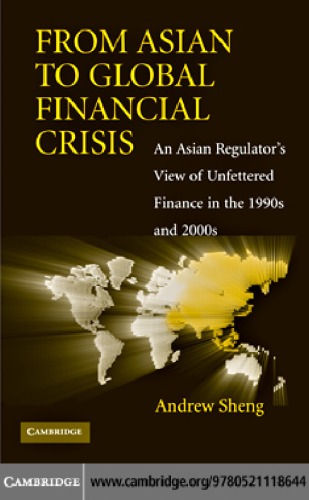 FROM ASIAN
TO GLOBAL
FINANCIAL
CRISIS
An Asian Regulator's
View of Unfettered
Finance in the 1990s
and 2000s
Andrew Sheng
CAMBRIDGE
CAMBRIDGE www.cambridge.org/9780521118644